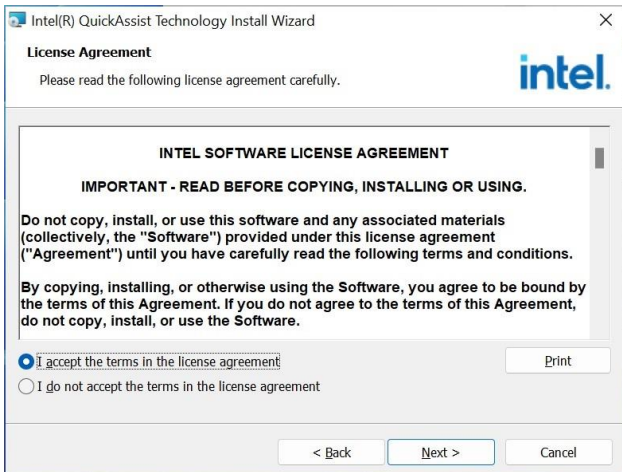 Intel(R) QuickAssist Technology Install Wizard
License Agreement
Please read the following license agreement carefully.
intel.
INTEL SOFTWARE LICENSE AGREEMENT
IMPORTANT - READ BEFORE COPYING, INSTALLING OR USING.
Do not copy, install, or use this software and any associated materials
(collectively, the "Software") provided under this license agreement
("Agreement") until you have carefully read the following terms and conditions.
By copying, installing, or otherwise using the Software, you agree to be bound by
the terms of this Agreement. If you do not agree to the terms of this Agreement,
do not copy, install, or use the Software.
I accept the terms in the license agreement
Print
I do not accept the terms in the license agreement
< Back
Next >
Cancel